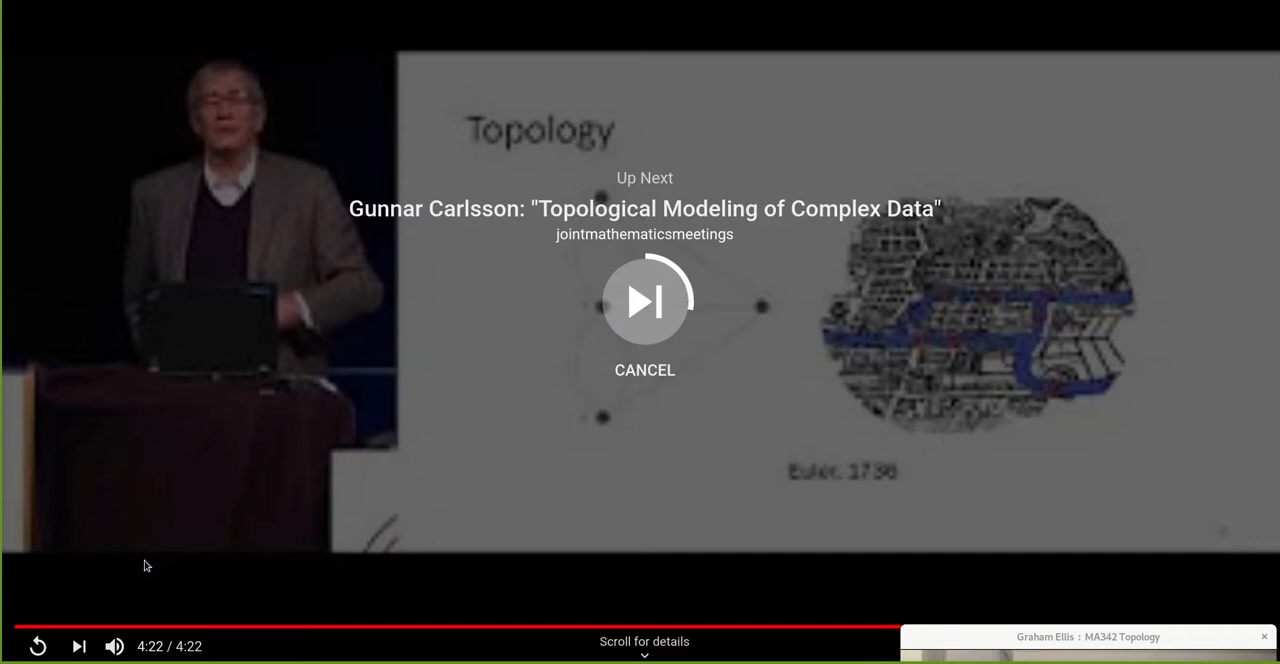 Topology
Up Next
Gunnar Carlsson: "Topological Modeling of Complex Data"
jointmathematicsmeetings
CANCEL
Euler, 1736
4:22 / 4:22
Scroll for details
Graham Ellis : MA342 Topology